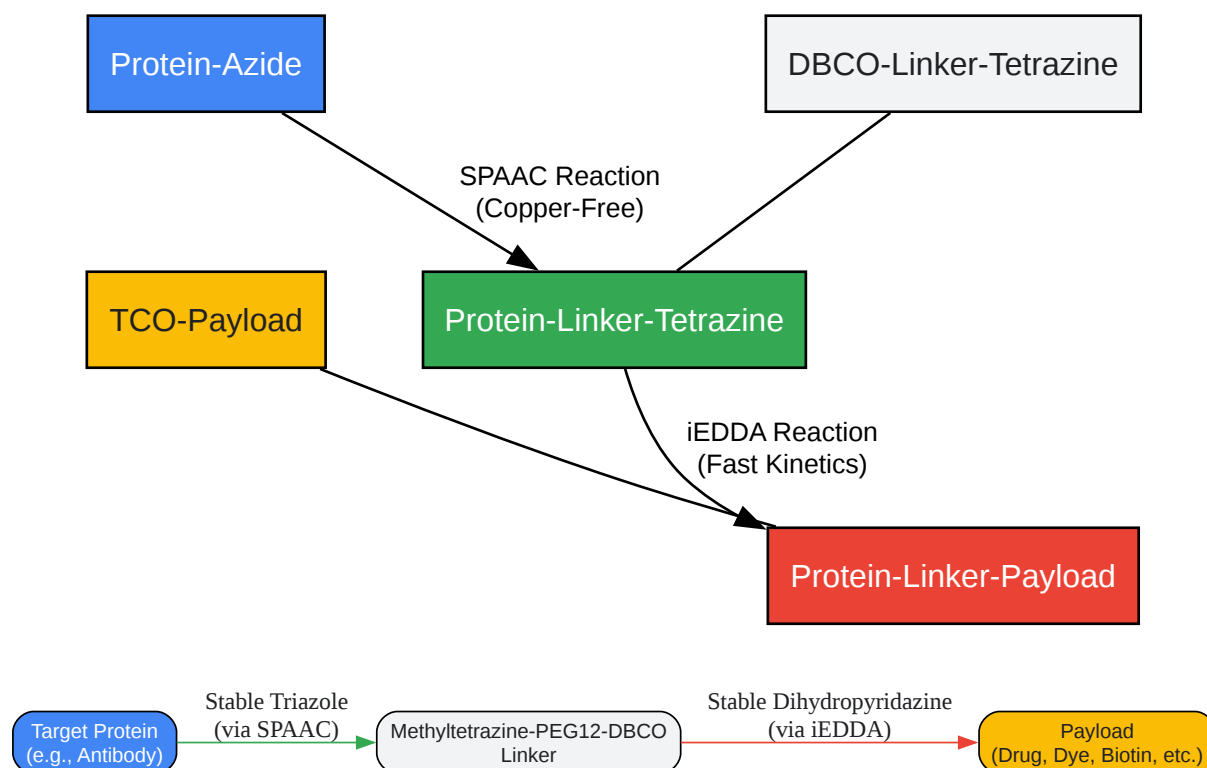 Protein-Azide
DBCO-Linker-Tetrazine
SPAAC Reaction
(Copper-Free)
TCO-Payload
Protein-Linker-Tetrazine
iEDDA Reaction
(Fast Kinetics)
Protein-Linker-Payload
Stable Triazole
(via SPAAC)
Stable Dihydropyridazine
(via iEDDA)
Target Protein
(e.g., Antibody)
Methyltetrazine-PEG12-DBCO
Linker
Payload
(Drug, Dye, Biotin, etc.)